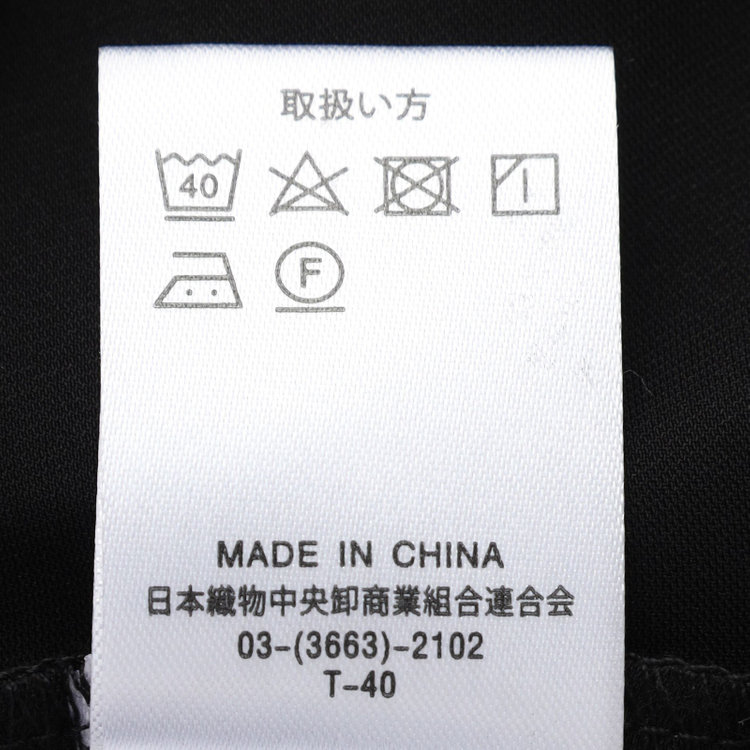 取扱い方
40
F
MADE IN CHINA
日本織物中央卸商業組合連合会
03-(3663)-2102
T-40